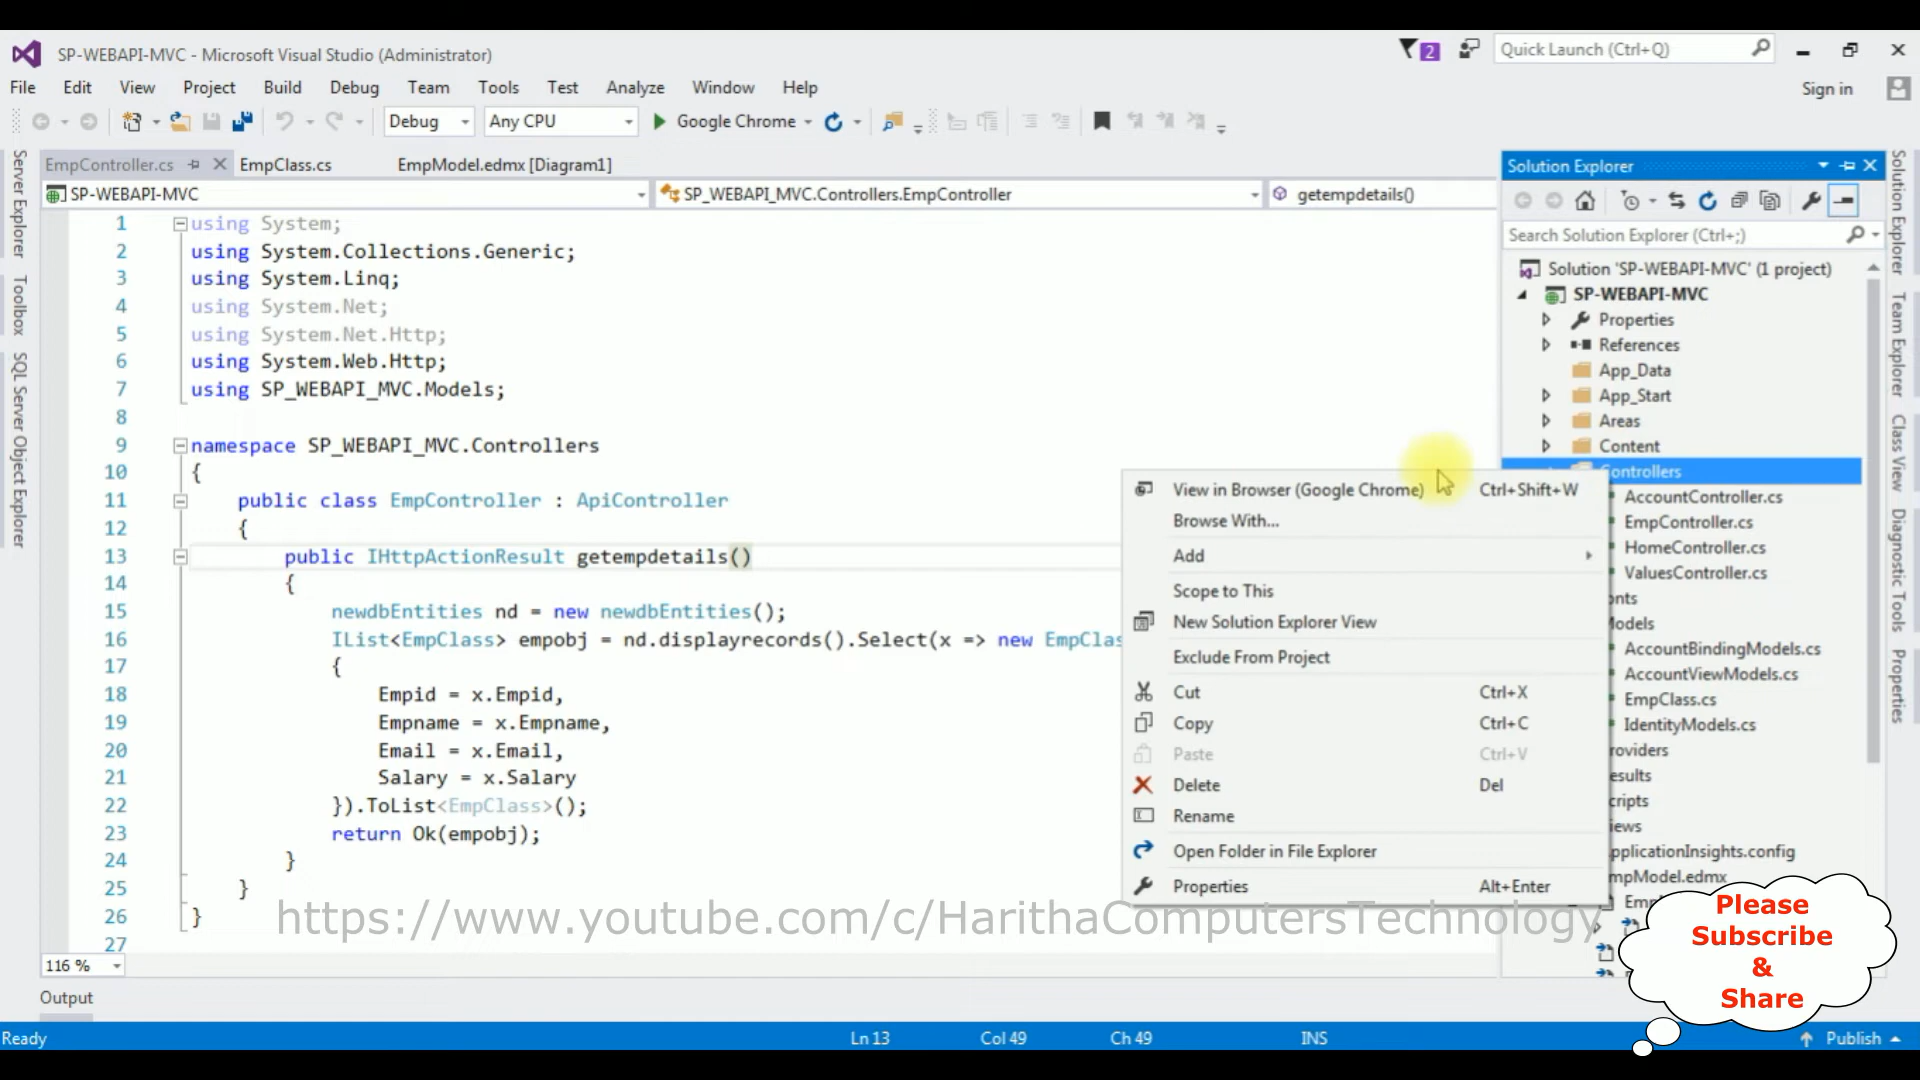 SP-WEBAPI-MVC - Microsoft Visual Studio (Administrator)
2
Quick Launch (Ctrl+Q)
File Edit View Project Build Debug Team Tools Test Analyze Window Help
Sign in
Debug Any CPU Google Chrome
EmpController.cs EmpClass.cs EmpModel.edmx [Diagram1]
SP-WEBAPI-MVC SP_WEBAPI_MVC.Controllers.EmpController getempdetails()
1 using System;
2 using System.Collections.Generic;
3 using System.Linq;
4 using System.Net;
5 using System.Net.Http;
6 using System.Web.Http;
7 using SP_WEBAPI_MVC.Models;
8
9 namespace SP_WEBAPI_MVC.Controllers
10 {
11 public class EmpController : ApiController
12 {
13 public IHttpActionResult getempdetails()
14 {
15 newdbEntities nd = new newdbEntities();
16 IList<EmpClass> empobj = nd.displayrecords().Select(x => new EmpClas
17 {
18 Empid = x.Empid,
19 Empname = x.Empname,
20 Email = x.Email,
21 Salary = x.Salary
22 }).ToList<EmpClass>();
23 return Ok(empobj);
24 }
25 }
26 }
27
116 %
Output
Server Explorer
Toolbox
SQL Server Object Explorer
View in Browser (Google Chrome) Ctrl+Shift+W
Browse With...
Add
Scope to This
New Solution Explorer View
Exclude From Project
Cut Ctrl+X
Copy Ctrl+C
Paste Ctrl+V
Delete Del
Rename
Open Folder in File Explorer
Properties Alt+Enter
Solution Explorer
Search Solution Explorer (Ctrl+;)
Solution 'SP-WEBAPI-MVC' (1 project)
SP-WEBAPI-MVC
Properties
References
App_Data
App_Start
Areas
Content
Controllers
AccountController.cs
EmpController.cs
HomeController.cs
ValuesController.cs
onts
odels
AccountBindingModels.cs
AccountViewModels.cs
EmpClass.cs
IdentityModels.cs
roviders
esults
cripts
iews
pplicationInsights.config
mpModel.edmx
Em
Solution Explorer
Team Explorer
Class View
Diagnostic Tools
Properties
https://www.youtube.com/c/HarithaComputersTechnology
Please
Subscribe
&
Share
Ready Ln 13 Col 49 Ch 49 INS Publish